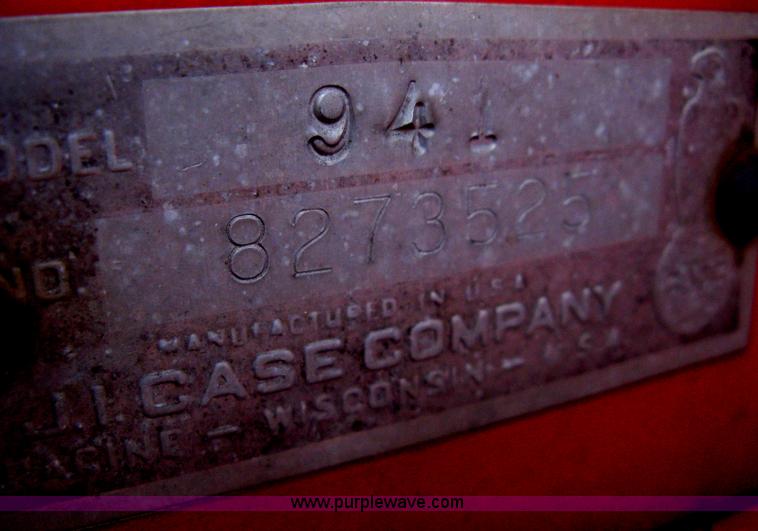 MODEL 941
NO. 8273525
MANUFACTURED IN U.S.A
J.I. CASE COMPANY
RACINE - WISCONSIN - U.S.A.
www.purplewave.com